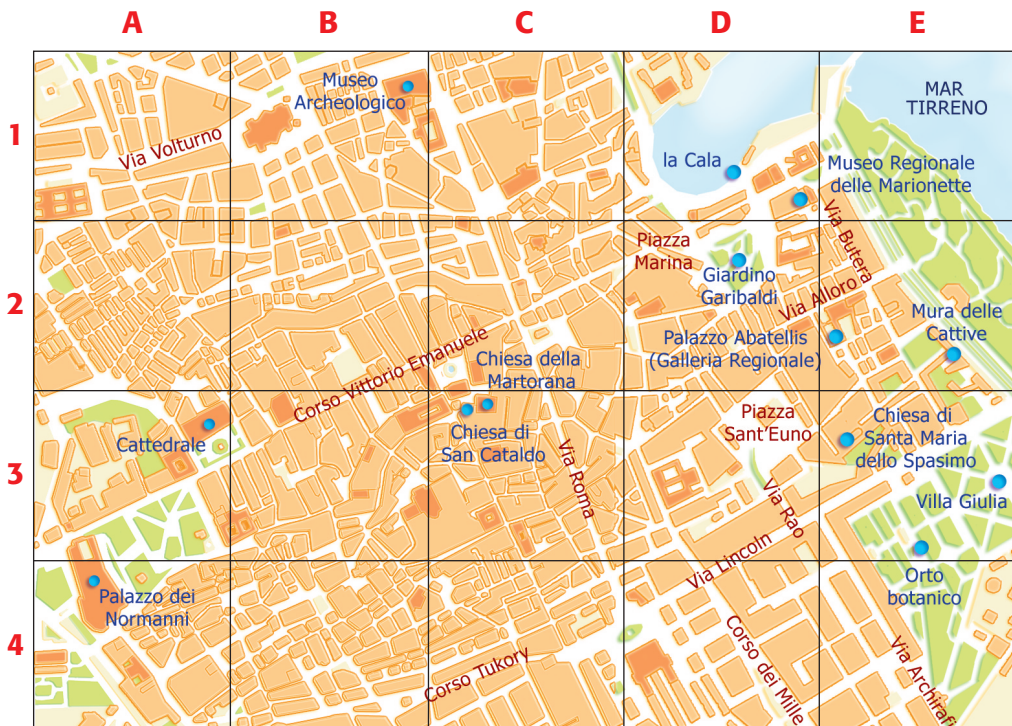 A B C D E
1
Museo
Archeologico
MAR
TIRRENO
Via Volturno
la Cala
Museo Regionale
delle Marionette
2
Piazza
Marina
Via Butera
Giardino
Garibaldi
Via Alloro
Corso Vittorio Emanuele
Palazzo Abatellis
(Galleria Regionale)
Mura delle
Cattive
Chiesa della
Martorana
3
Cattedrale
Chiesa di
San Cataldo
Via Roma
Piazza
Sant'Euno
Chiesa di
Santa Maria
dello Spasimo
Villa Giulia
Via Rao
Via Lincoln
4
Palazzo dei
Normanni
Orto
botanico
Corso Tukory
Corso dei Mille
Via Archirafi